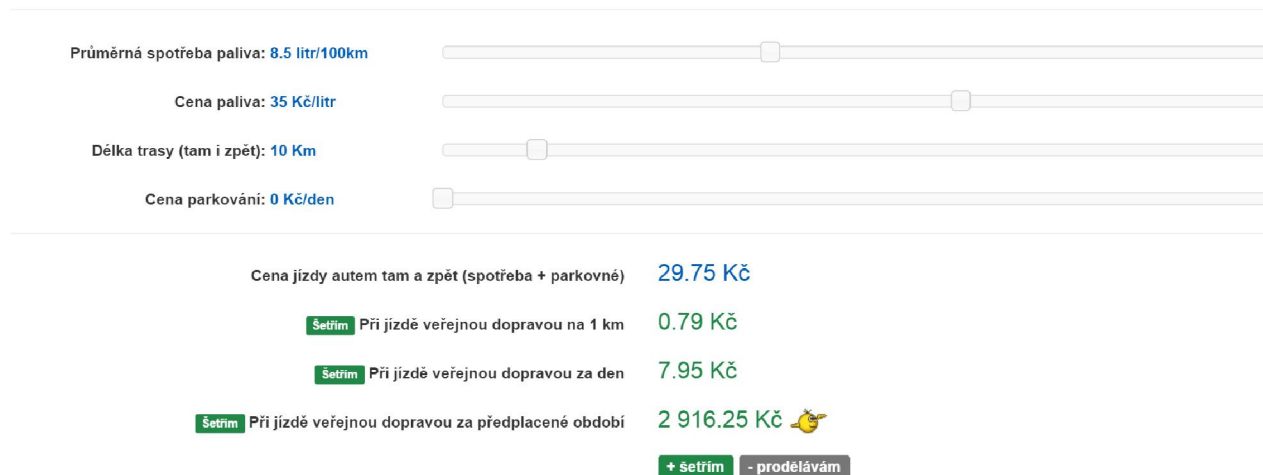 Průměrná spotřeba paliva: 8.5 litr/100km
Cena paliva: 35 Kč/litr
Délka trasy (tam i zpět): 10 Km
Cena parkování: 0 Kč/den
Cena jízdy autem tam a zpět (spotřeba + parkovné) 29.75 Kč
Šetřím Při jízdě veřejnou dopravou na 1 km 0.79 Kč
Šetřím Při jízdě veřejnou dopravou za den 7.95 Kč
Šetřím Při jízdě veřejnou dopravou za předplacené období 2 916.25 Kč
+ šetřím - prodělávám